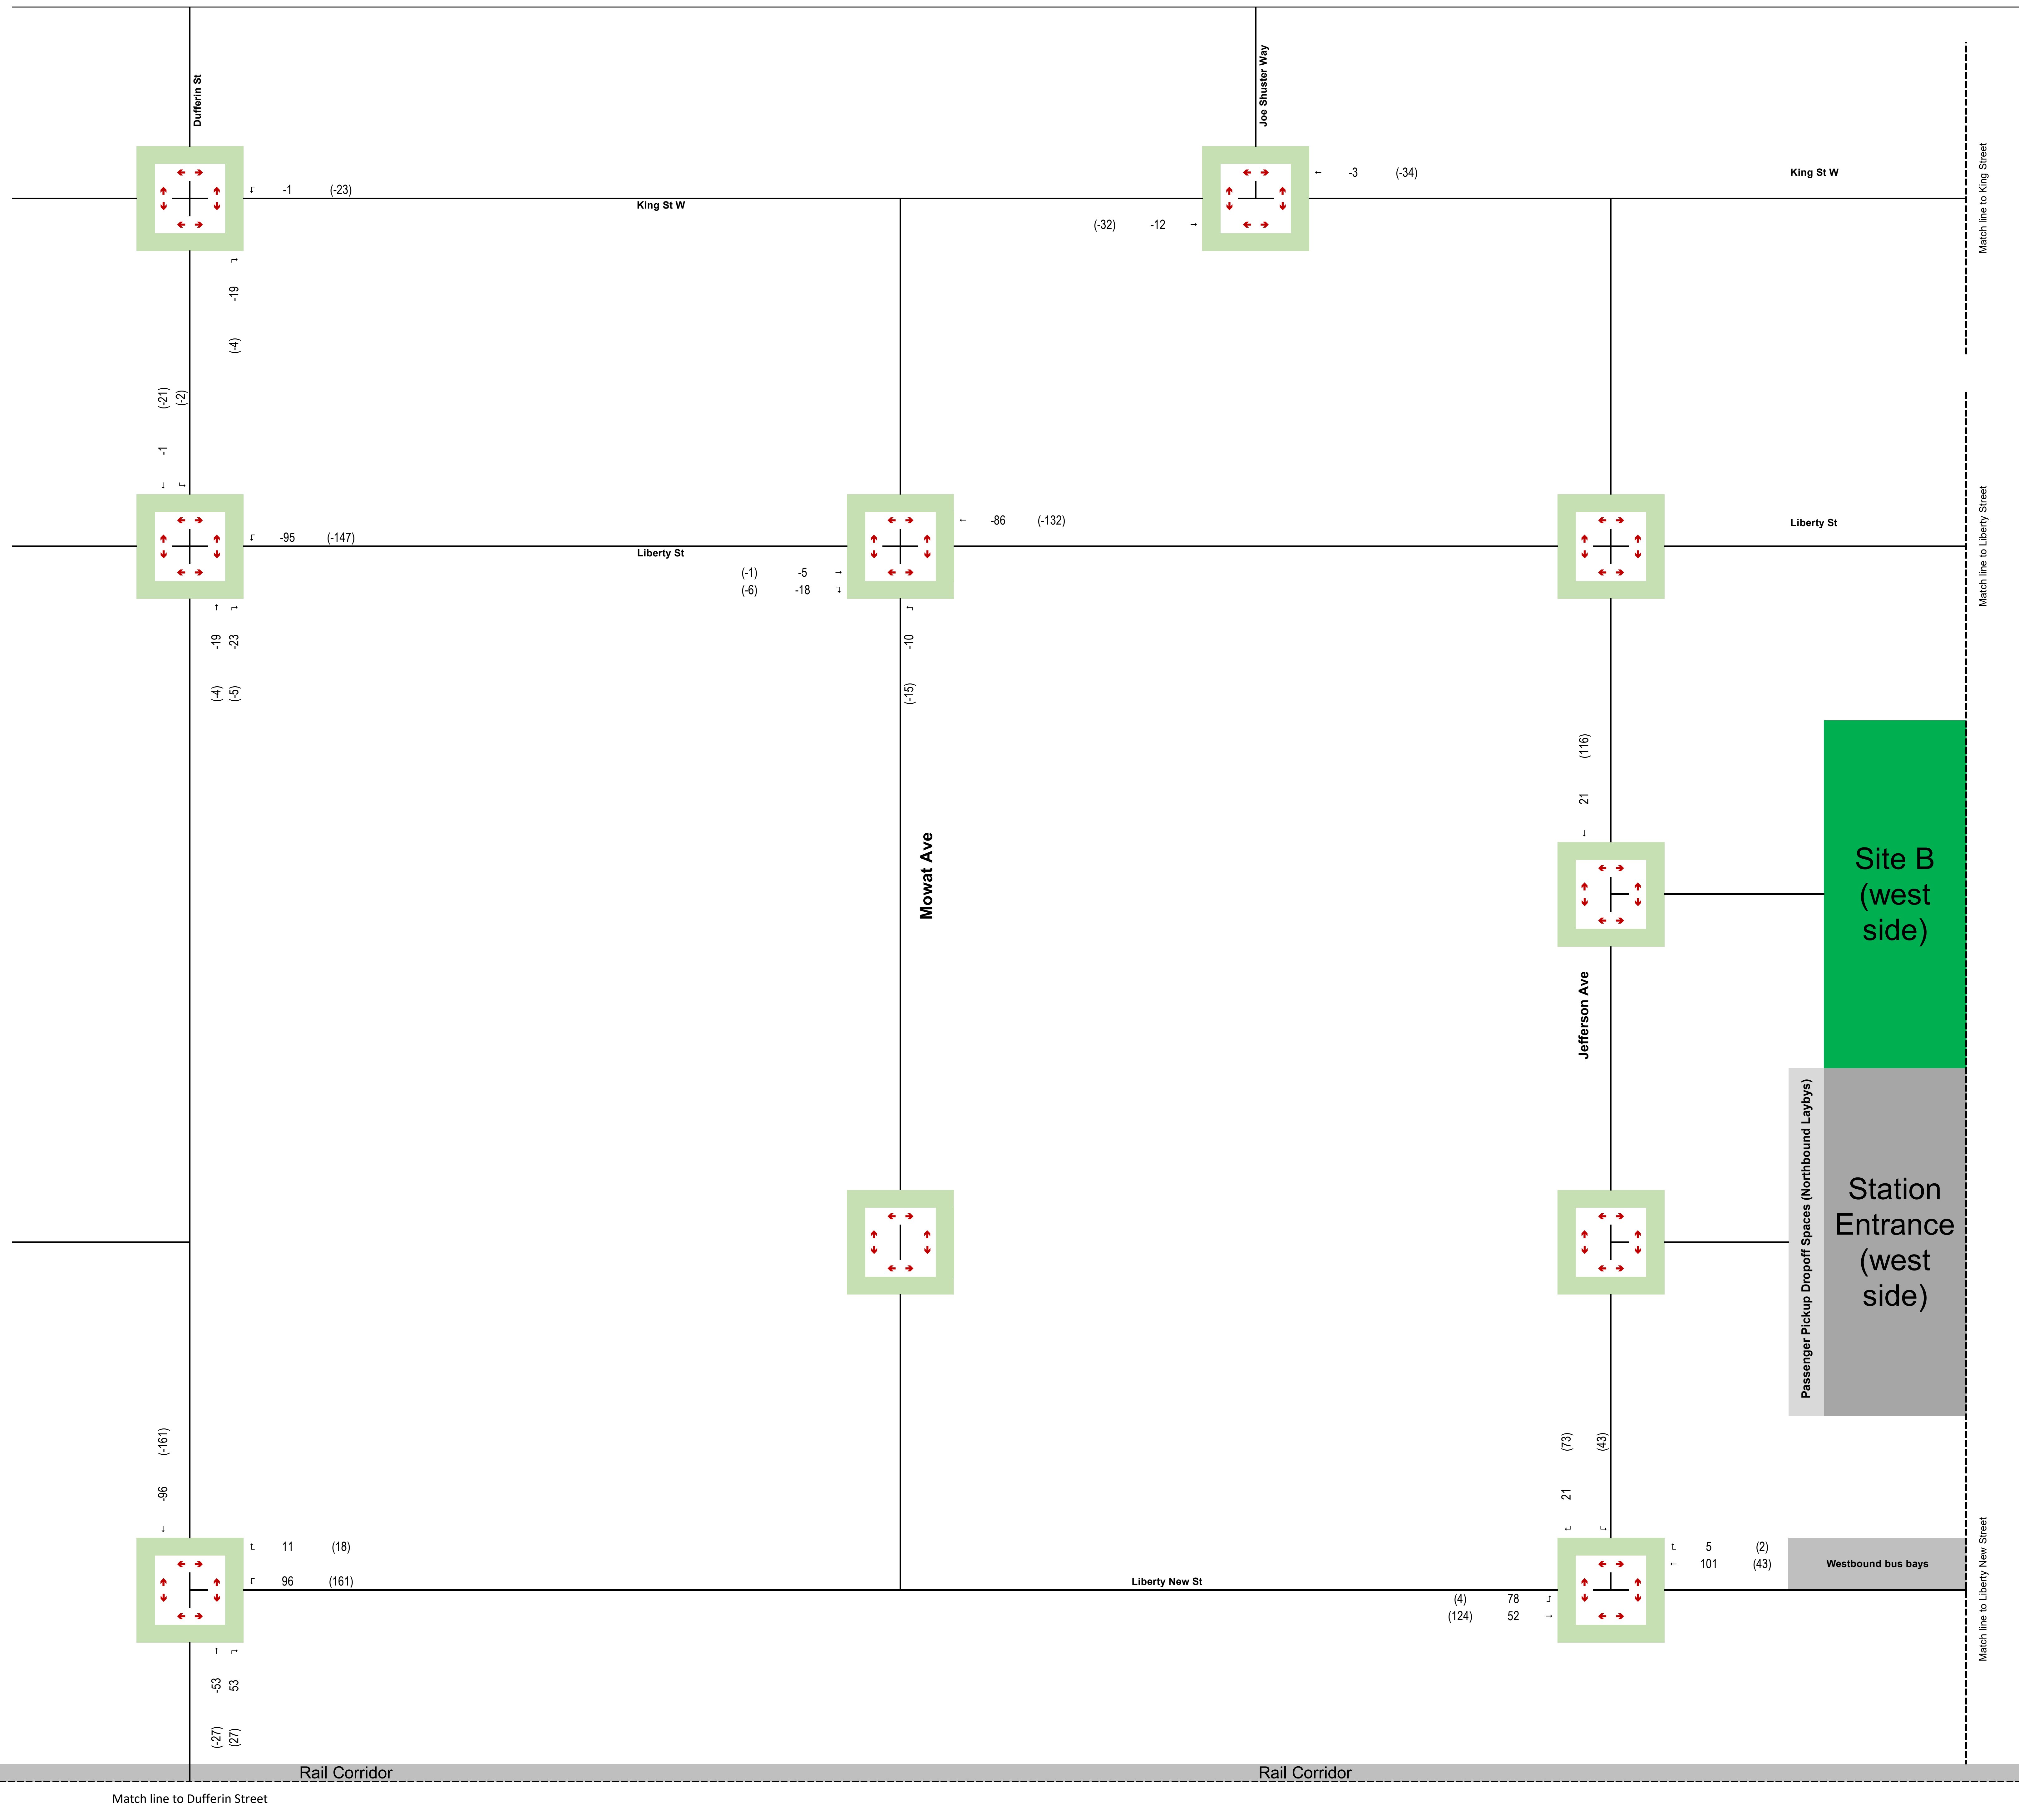 Dufferin St
Joe Shuster Way
Match line to King Street
← -3 (-34)
King St W
↰ -1 (-23)
King St W
(-32) -12 →
-19
(-4)
(-21)
(-2)
-1
Match line to Liberty Street
← -86 (-132)
Liberty St
-95 (-147)
Liberty St
(-1) -5 →
(-6) -18
-19 -23
(-4) (-5)
-10
(-15)
(116)
21
Mowat Ave
Site B
(west
side)
Jefferson Ave
Passenger Pickup Dropoff Spaces (Northbound Laybys)
Station
Entrance
(west
side)
(-161)
-96
(73) (43)
21
11 (18)
96 (161)
Liberty New St
5 (2)
← 101 (43)
Westbound bus bays
(4) 78
(124) 52 →
Match line to Liberty New Street
-53 53
(-27) (27)
Rail Corridor
Rail Corridor
Match line to Dufferin Street